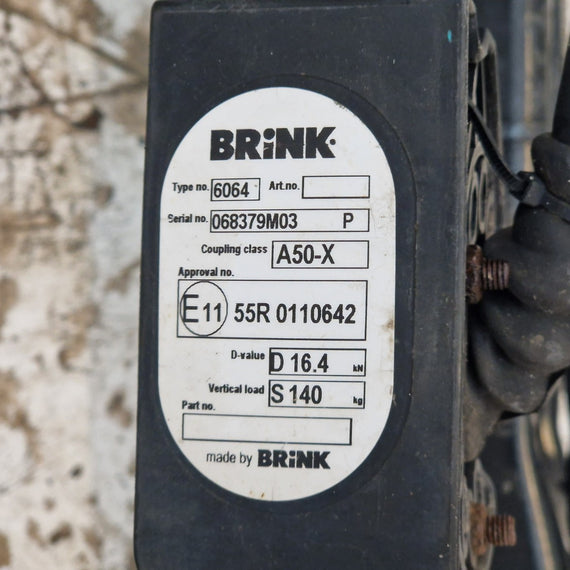 BRiNK
Type no. 6064 Art.no.
Serial no. 068379M03 P
Coupling class A50-X
Approval no.
E11 55R 0110642
D-value D 16.4 kN
Vertical load S 140 kg
Part no.
made by BRiNK